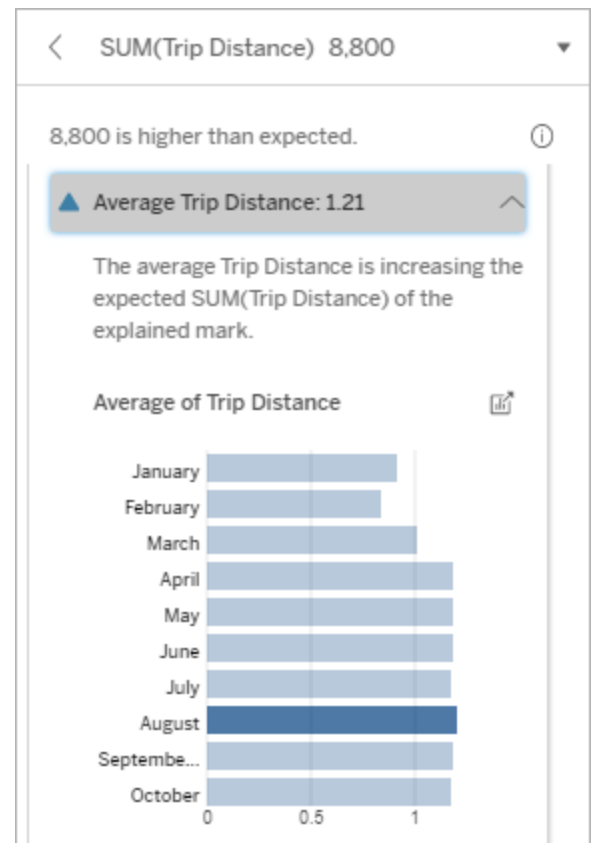 SUM(Trip Distance) 8,800
8,800 is higher than expected.
Average Trip Distance: 1.21
The average Trip Distance is increasing the
expected SUM(Trip Distance) of the
explained mark.
Average of Trip Distance
January
February
March
April
May
June
July
August
Septembe...
October
0 0.5 1